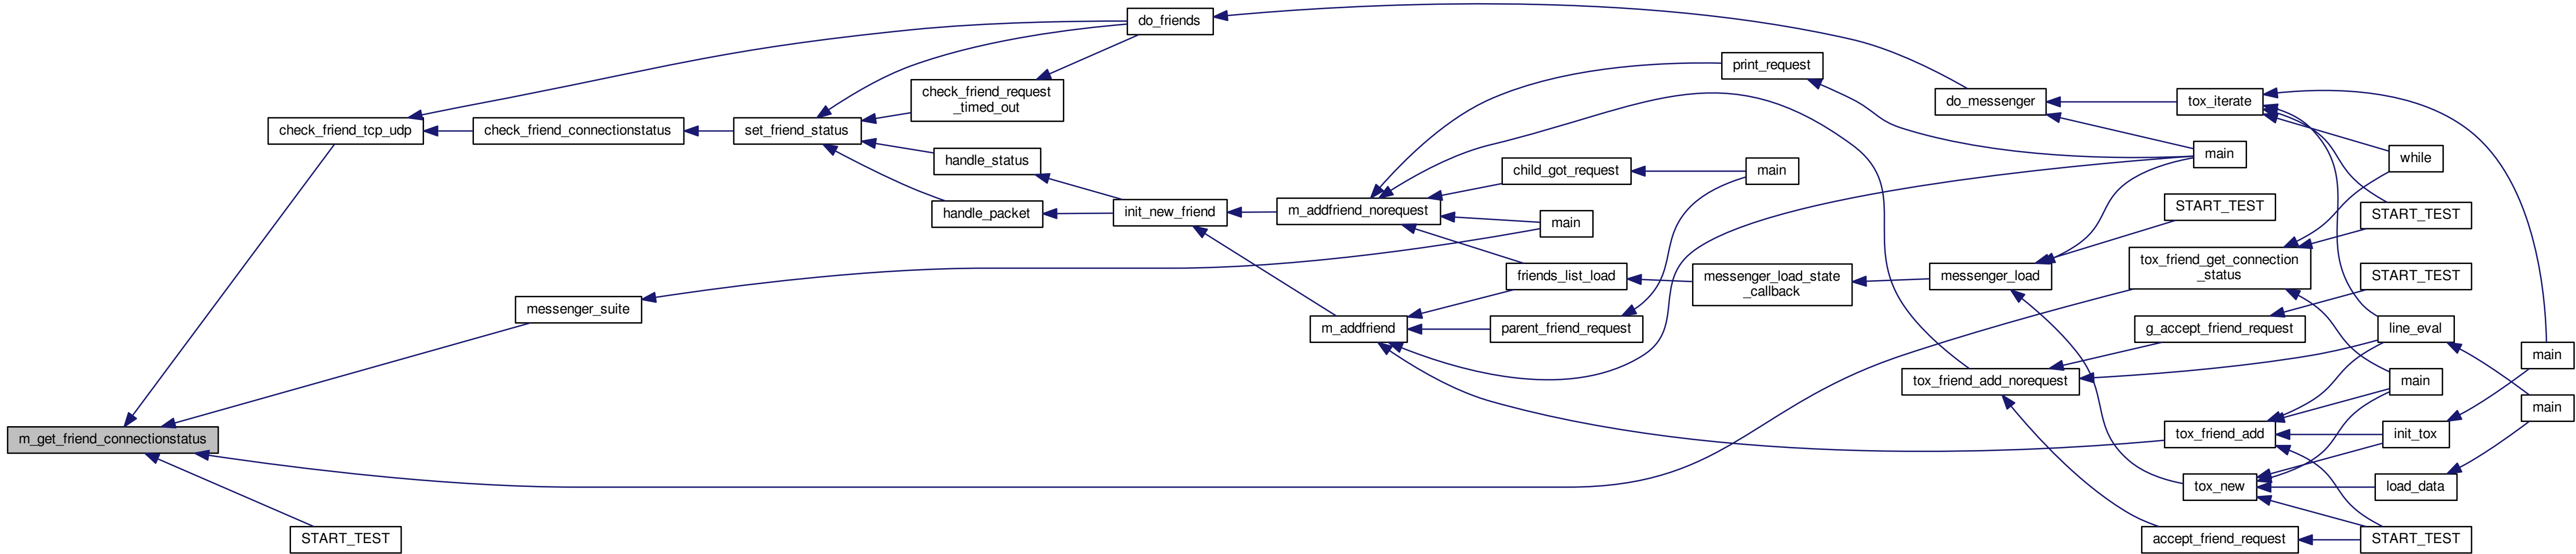 do_friends
print_request
check_friend_request
_timed_out
do_messenger
tox_iterate
check_friend_tcp_udp
check_friend_connectionstatus
set_friend_status
main
while
handle_status
child_got_request
main
START_TEST
START_TEST
handle_packet
init_new_friend
m_addfriend_norequest
main
tox_friend_get_connection
_status
friends_list_load
messenger_load_state
_callback
messenger_load
START_TEST
messenger_suite
m_addfriend
parent_friend_request
g_accept_friend_request
line_eval
main
tox_friend_add_norequest
main
main
m_get_friend_connectionstatus
tox_friend_add
init_tox
tox_new
load_data
START_TEST
accept_friend_request
START_TEST